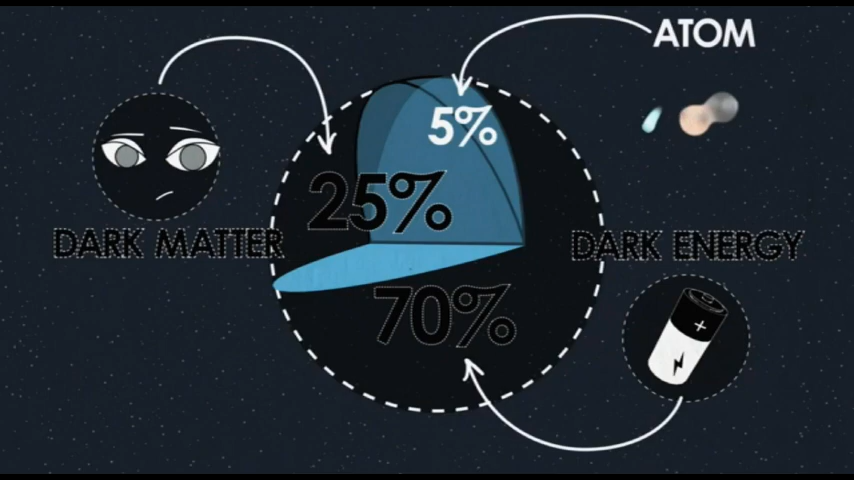 ATOM
5%
25%
DARK MATTER
DARK ENERGY
70%
+